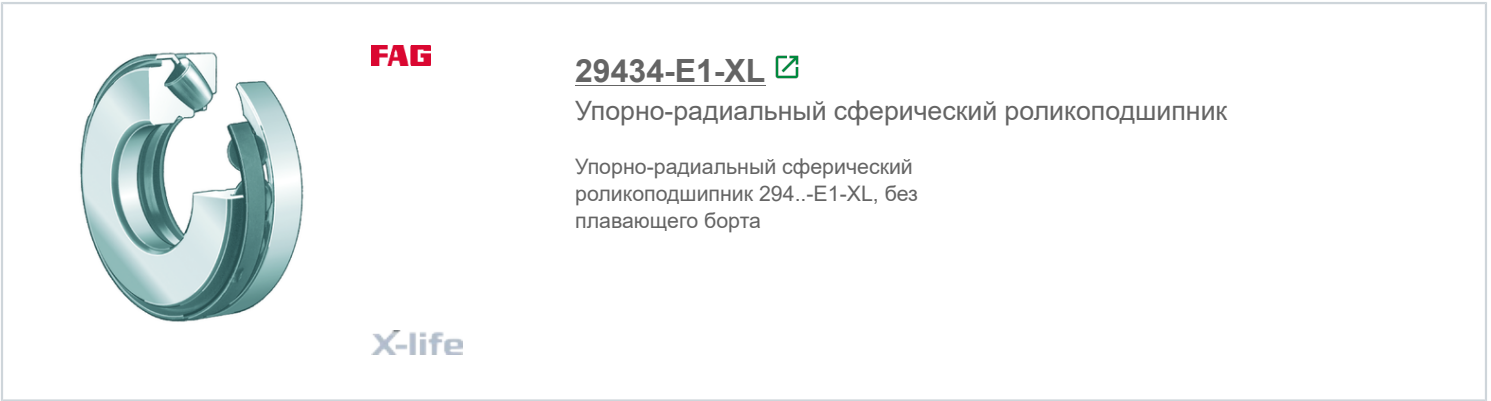 FAG
29434-E1-XL
Упорно-радиальный сферический роликоподшипник
Упорно-радиальный сферический
роликоподшипник 294..-E1-XL, без
плавающего борта
X-life